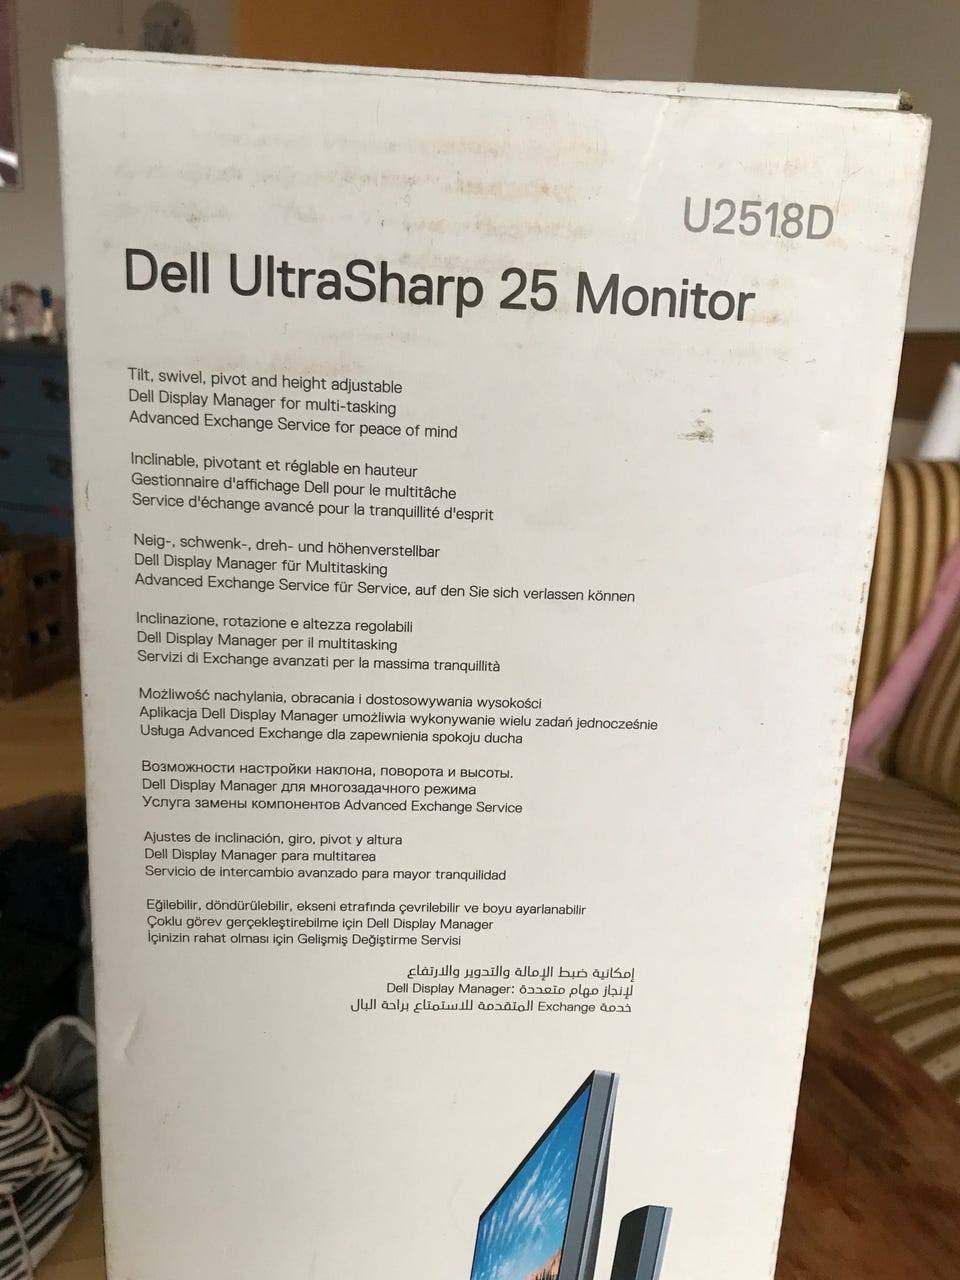 U2518D
Dell UltraSharp 25 Monitor
Tilt, swivel, pivot and height adjustable
Dell Display Manager for multi-tasking
Advanced Exchange Service for peace of mind
Inclinable, pivotant et réglable en hauteur
Gestionnaire d'affichage Dell pour le multitâche
Service d'échange avancé pour la tranquillité d'esprit
Neig-, schwenk-, dreh- und höhenverstellbar
Dell Display Manager für Multitasking
Advanced Exchange Service für Service, auf den Sie sich verlassen können
Inclinazione, rotazione e altezza regolabili
Dell Display Manager per il multitasking
Servizi di Exchange avanzati per la massima tranquillità
Możliwość nachylania, obracania i dostosowywania wysokości
Aplikacja Dell Display Manager umożliwia wykonywanie wielu zadań jednocześnie
Usługa Advanced Exchange dla zapewnienia spokoju ducha
Возможности настройки наклона, поворота и высоты.
Dell Display Manager для многозадачного режима
Услуга замены компонентов Advanced Exchange Service
Ajustes de inclinación, giro, pivot y altura
Dell Display Manager para multitarea
Servicio de intercambio avanzado para mayor tranquilidad
Eğilebilir, döndürülebilir, ekseni etrafında çevrilebilir ve boyu ayarlanabilir
Çoklu görev gerçekleştirebilme için Dell Display Manager
İçinizin rahat olması için Gelişmiş Değiştirme Servisi
إمكانية ضبط الإمالة والتدوير والارتفاع
لإنجاز مهام متعددة :Dell Display Manager
خدمة Exchange المتقدمة للاستمتاع براحة البال